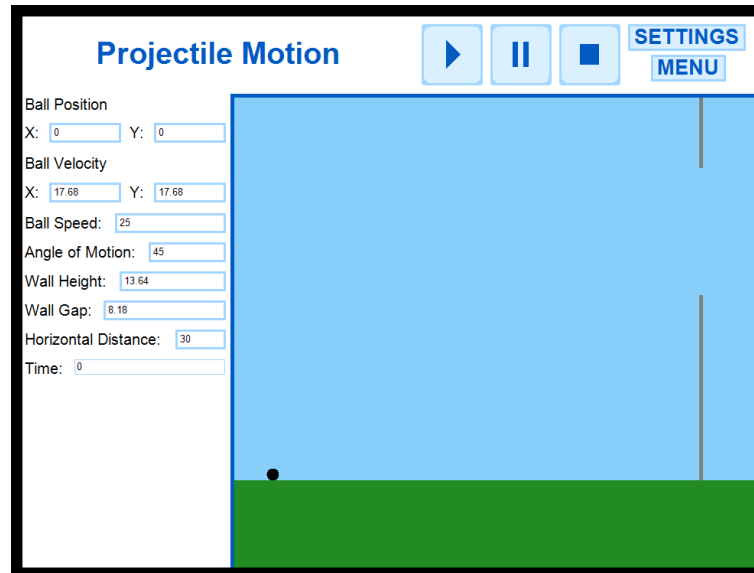 Projectile Motion
SETTINGS
MENU
Ball Position
X: 0 Y: 0
Ball Velocity
X: 17.68 Y: 17.68
Ball Speed: 25
Angle of Motion: 45
Wall Height: 13.64
Wall Gap: 8.18
Horizontal Distance: 30
Time: 0